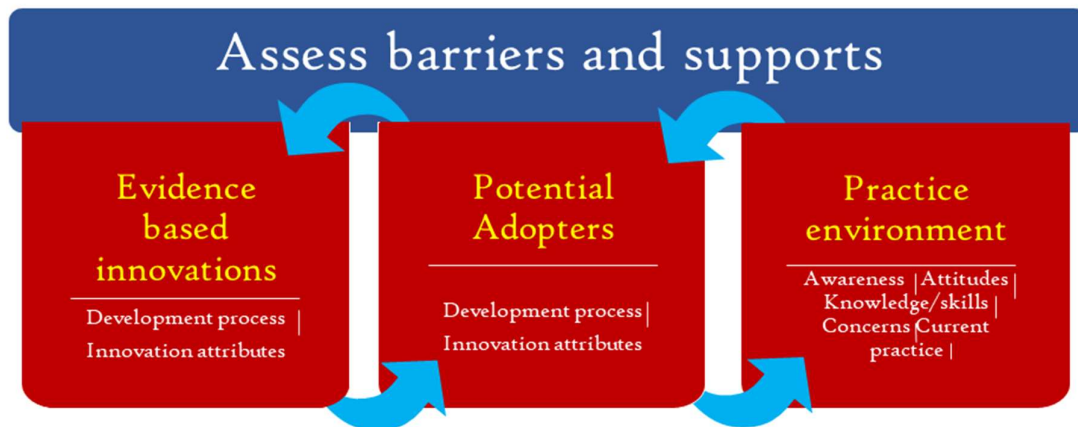 Assess barriers and supports
Evidence
based
innovations
Development process |
Innovation attributes
Potential
Adopters
Development process |
Innovation attributes
Practice
environment
Awareness | Attitudes |
Knowledge/skills |
Concerns | Current
practice |